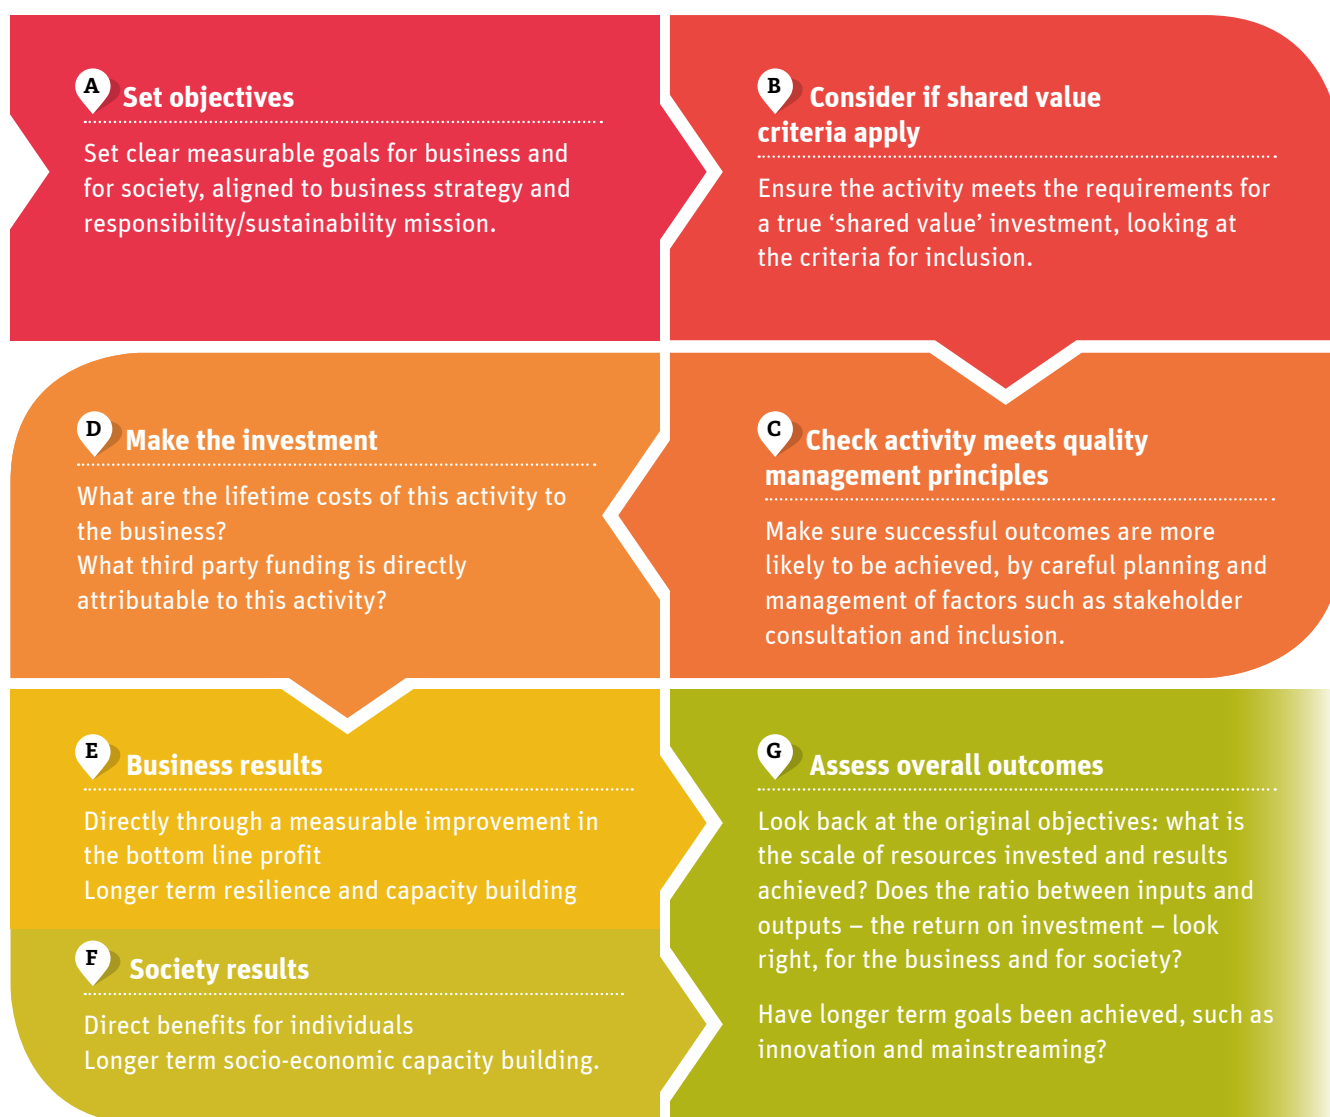 A Set objectives
Set clear measurable goals for business and
for society, aligned to business strategy and
responsibility/sustainability mission.
B Consider if shared value
criteria apply
Ensure the activity meets the requirements for
a true ‘shared value’ investment, looking at
the criteria for inclusion.
C Check activity meets quality
management principles
Make sure successful outcomes are more
likely to be achieved, by careful planning and
management of factors such as stakeholder
consultation and inclusion.
D Make the investment
What are the lifetime costs of this activity to
the business?
What third party funding is directly
attributable to this activity?
E Business results
Directly through a measurable improvement in
the bottom line profit
Longer term resilience and capacity building
F Society results
Direct benefits for individuals
Longer term socio-economic capacity building.
G Assess overall outcomes
Look back at the original objectives: what is
the scale of resources invested and results
achieved? Does the ratio between inputs and
outputs – the return on investment – look
right, for the business and for society?
Have longer term goals been achieved, such as
innovation and mainstreaming?